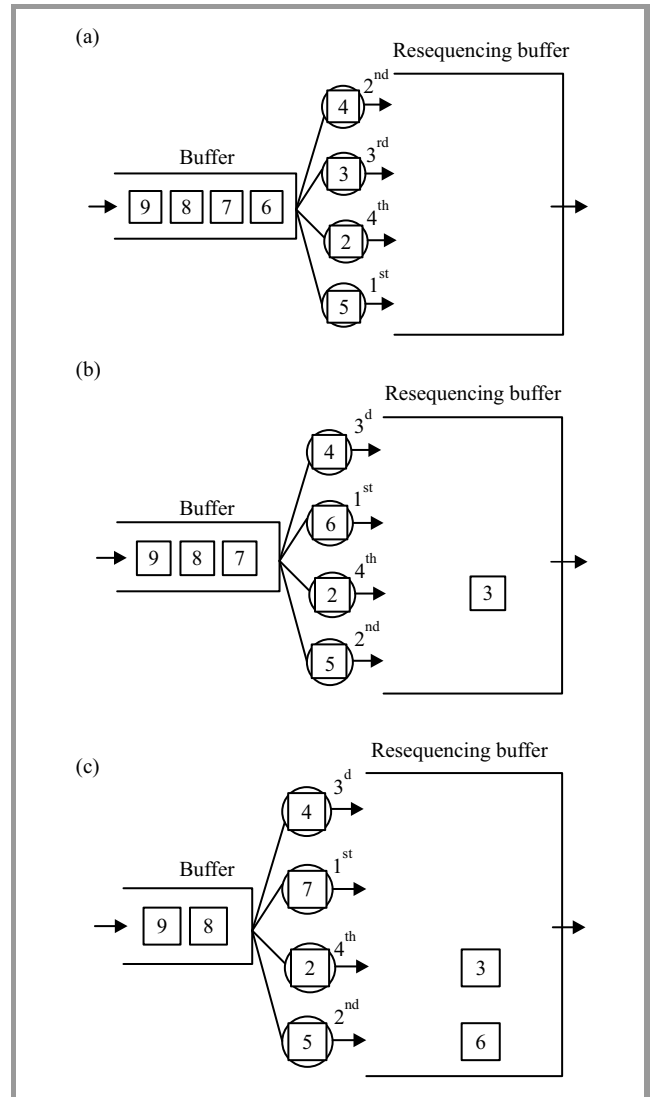 (a)
Resequencing buffer
2nd
4
Buffer
3rd
3
9 8 7 6
4th
2
1st
5
(b)
Resequencing buffer
3d
4
Buffer
1st
6
9 8 7
4th
2
3
2nd
5
Resequencing buffer
(c)
3d
4
Buffer
1st
7
9 8
4th
2
3
2nd
5
6